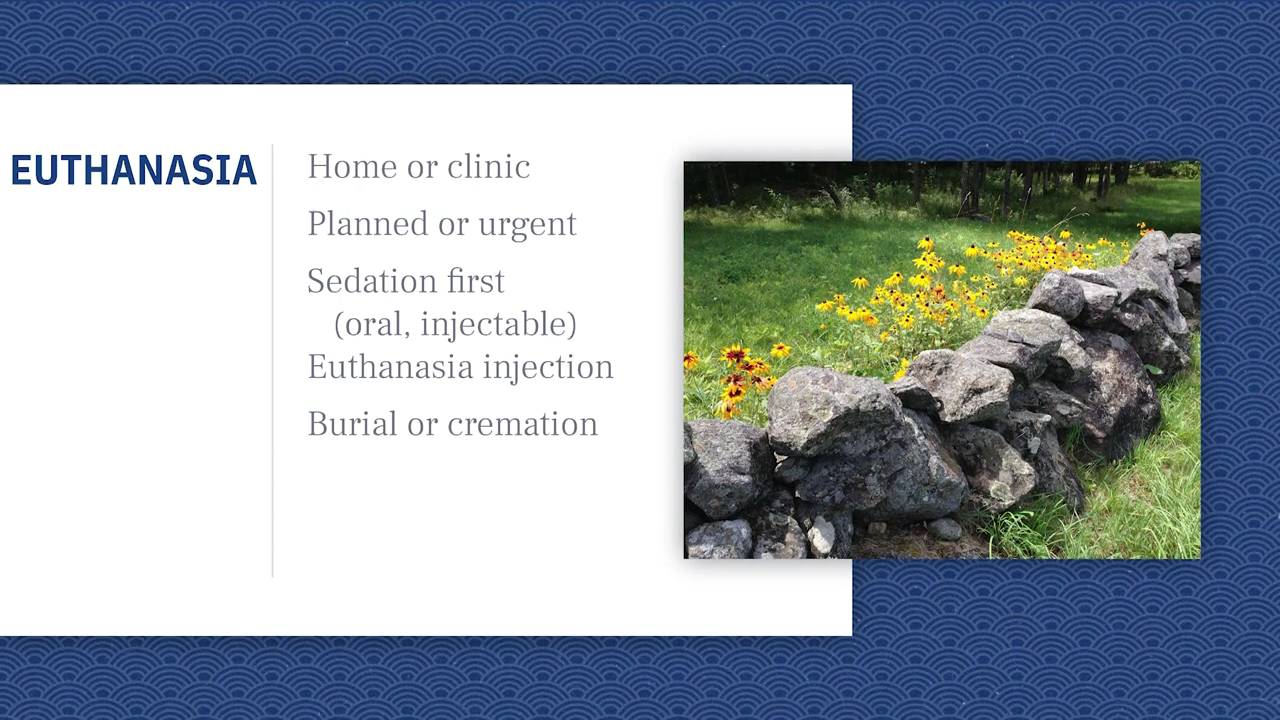 EUTHANASIA
Home or clinic
Planned or urgent
Sedation first
(oral, injectable)
Euthanasia injection
Burial or cremation